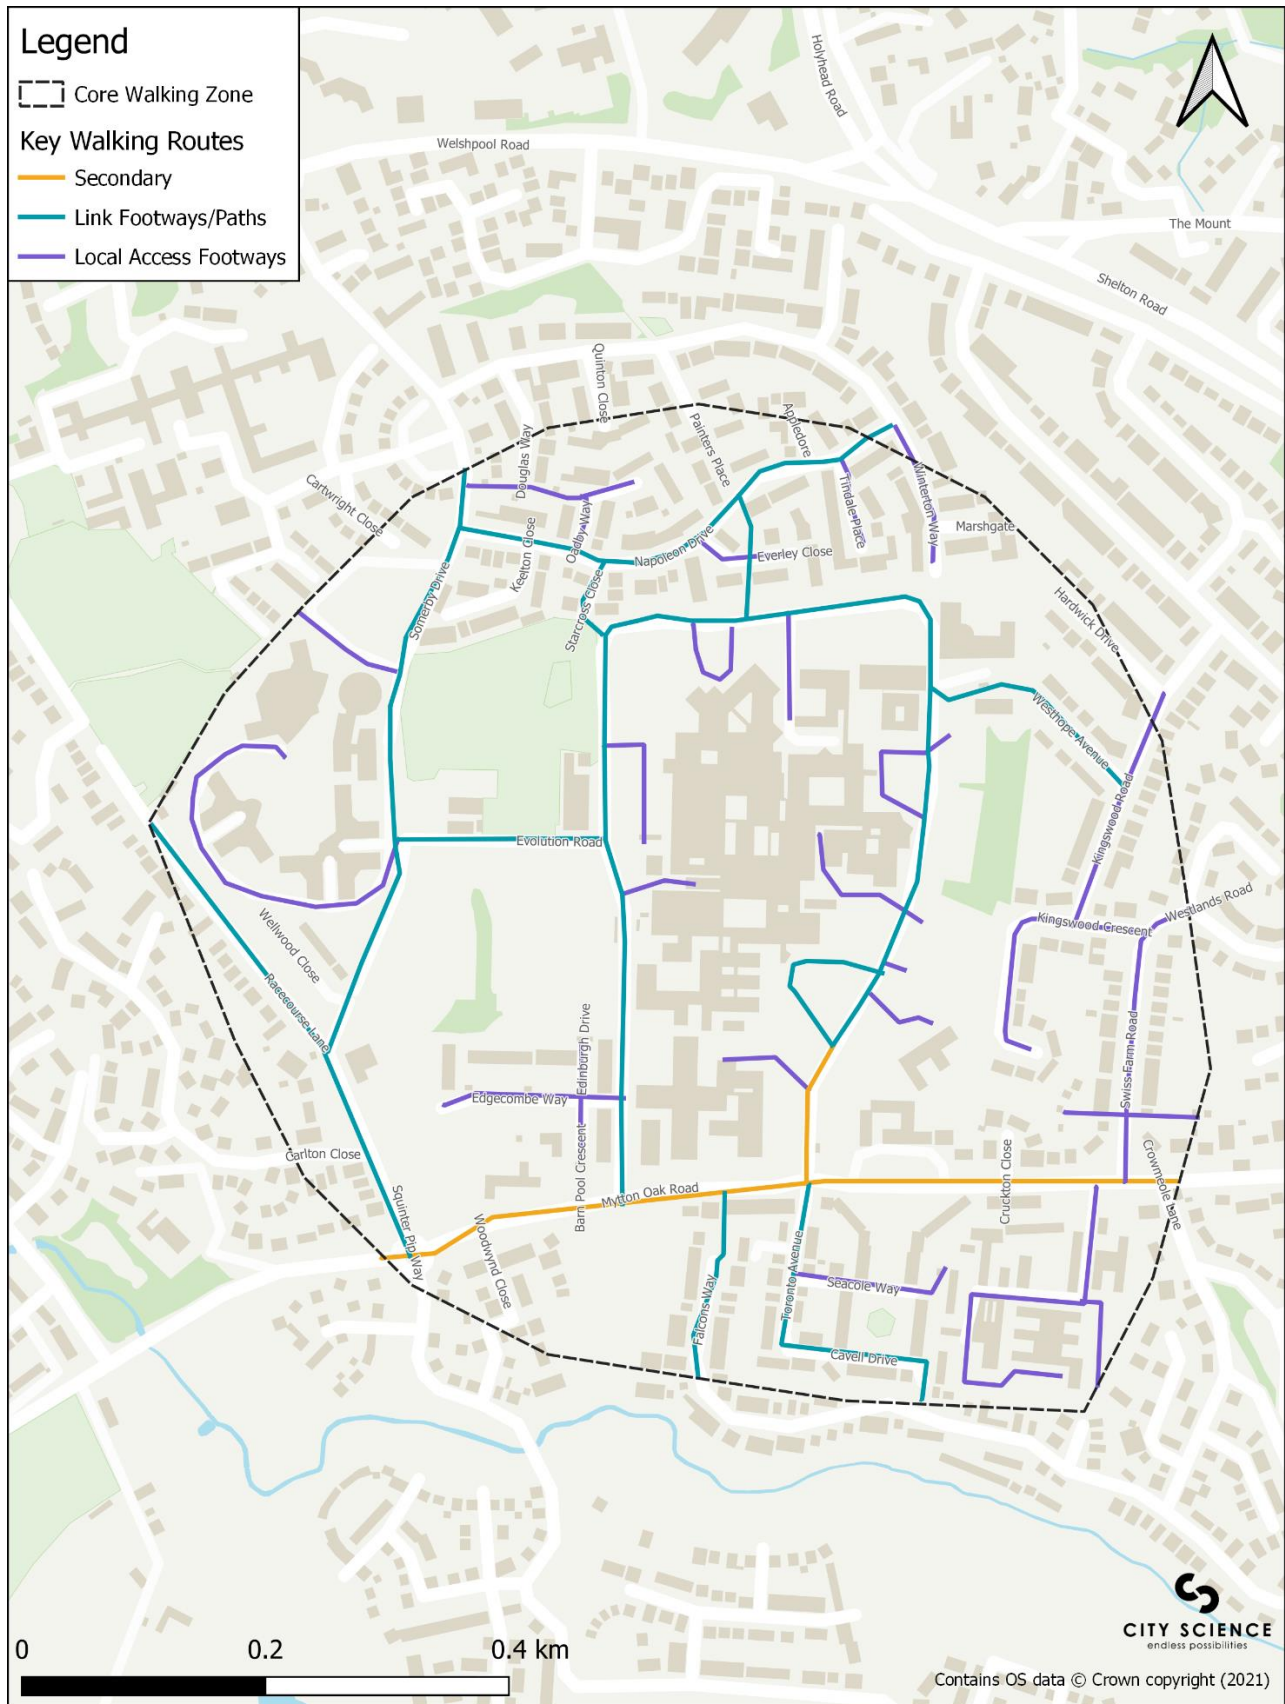 Legend
Core Walking Zone
Key Walking Routes
Secondary
Link Footways/Paths
Local Access Footways
Holyhead Road
Welshpool Road
The Mount
Shelton Road
Quinton Close
Appledore
Painters Place
Douglas Way
Cartwright Close
Oadby Way
Keelton Close
Tindale Place
Winterton Way
Marshgate
Napoleon Drive
Everley Close
Somerby Drive
Starcross Close
Hardwick Drive
Westhope Avenue
Kingswood Road
Evolution Road
Westlands Road
Kingswood Crescent
Wellwood Close
Racecourse Lane
Edinburgh Drive
Swiss Farm Road
Edgecombe Way
Carlton Close
Barn Pool Crescent
Cruckton Close
Crowmeole Lane
Mytton Oak Road
Squinter Pip Way
Woodwynd Close
Toronto Avenue
Seacole Way
Falcons Way
Cavell Drive
CITY SCIENCE
endless possibilities
0 0.2 0.4 km
Contains OS data © Crown copyright (2021)